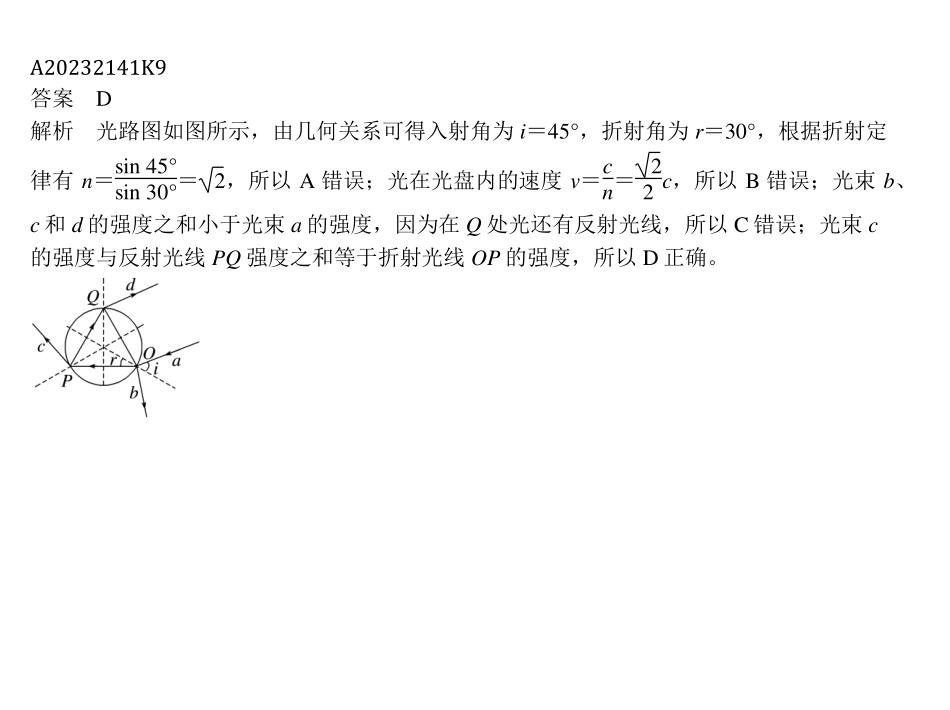 A20232141K9
答案　D
解析　光路图如图所示，由几何关系可得入射角为 i＝45°，折射角为 r＝30°，根据折射定
律有 n＝sin 45°/sin 30°＝√2，所以 A 错误；光在光盘内的速度 v＝c/n＝√2/2c，所以 B 错误；光束 b、
c 和 d 的强度之和小于光束 a 的强度，因为在 Q 处光还有反射光线，所以 C 错误；光束 c
的强度与反射光线 PQ 强度之和等于折射光线 OP 的强度，所以 D 正确。
d
Q
c
O
r
i
a
P
b